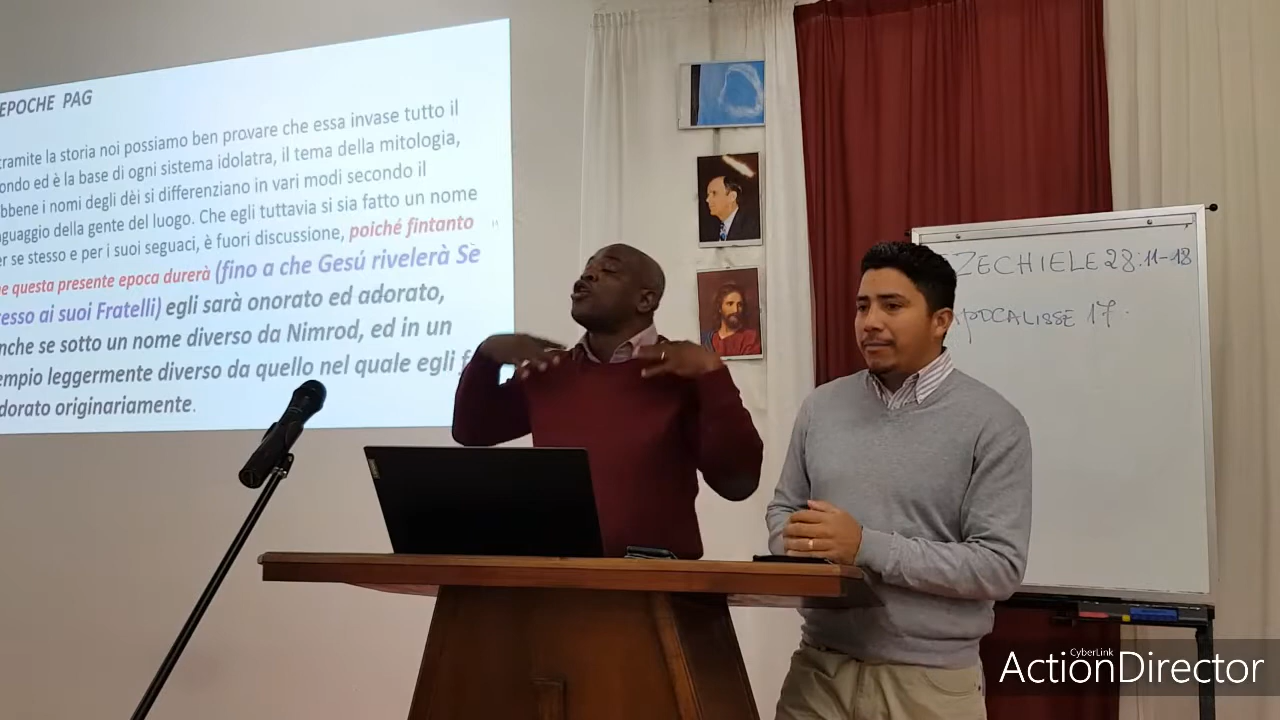 EPOCHE PAG
tramite la storia noi possiamo ben provare che essa invase tutto il
ondo ed è la base di ogni sistema idolatra, il tema della mitologia,
bbene i nomi degli dèi si differenziano in vari modi secondo il
nguaggio della gente del luogo. Che egli tuttavia si sia fatto un nome
er se stesso e per i suoi seguaci, è fuori discussione, poiché fintanto
he questa presente epoca durerà (fino a che Gesú rivelerà Sè
tesso ai suoi Fratelli) egli sarà onorato ed adorato,
nche se sotto un nome diverso da Nimrod, ed in un
empio leggermente diverso da quello nel quale egli f
dorato originariamente.
ZECHIELE 28:11-18
APOCALISSE 17.
CyberLink
ActionDirector